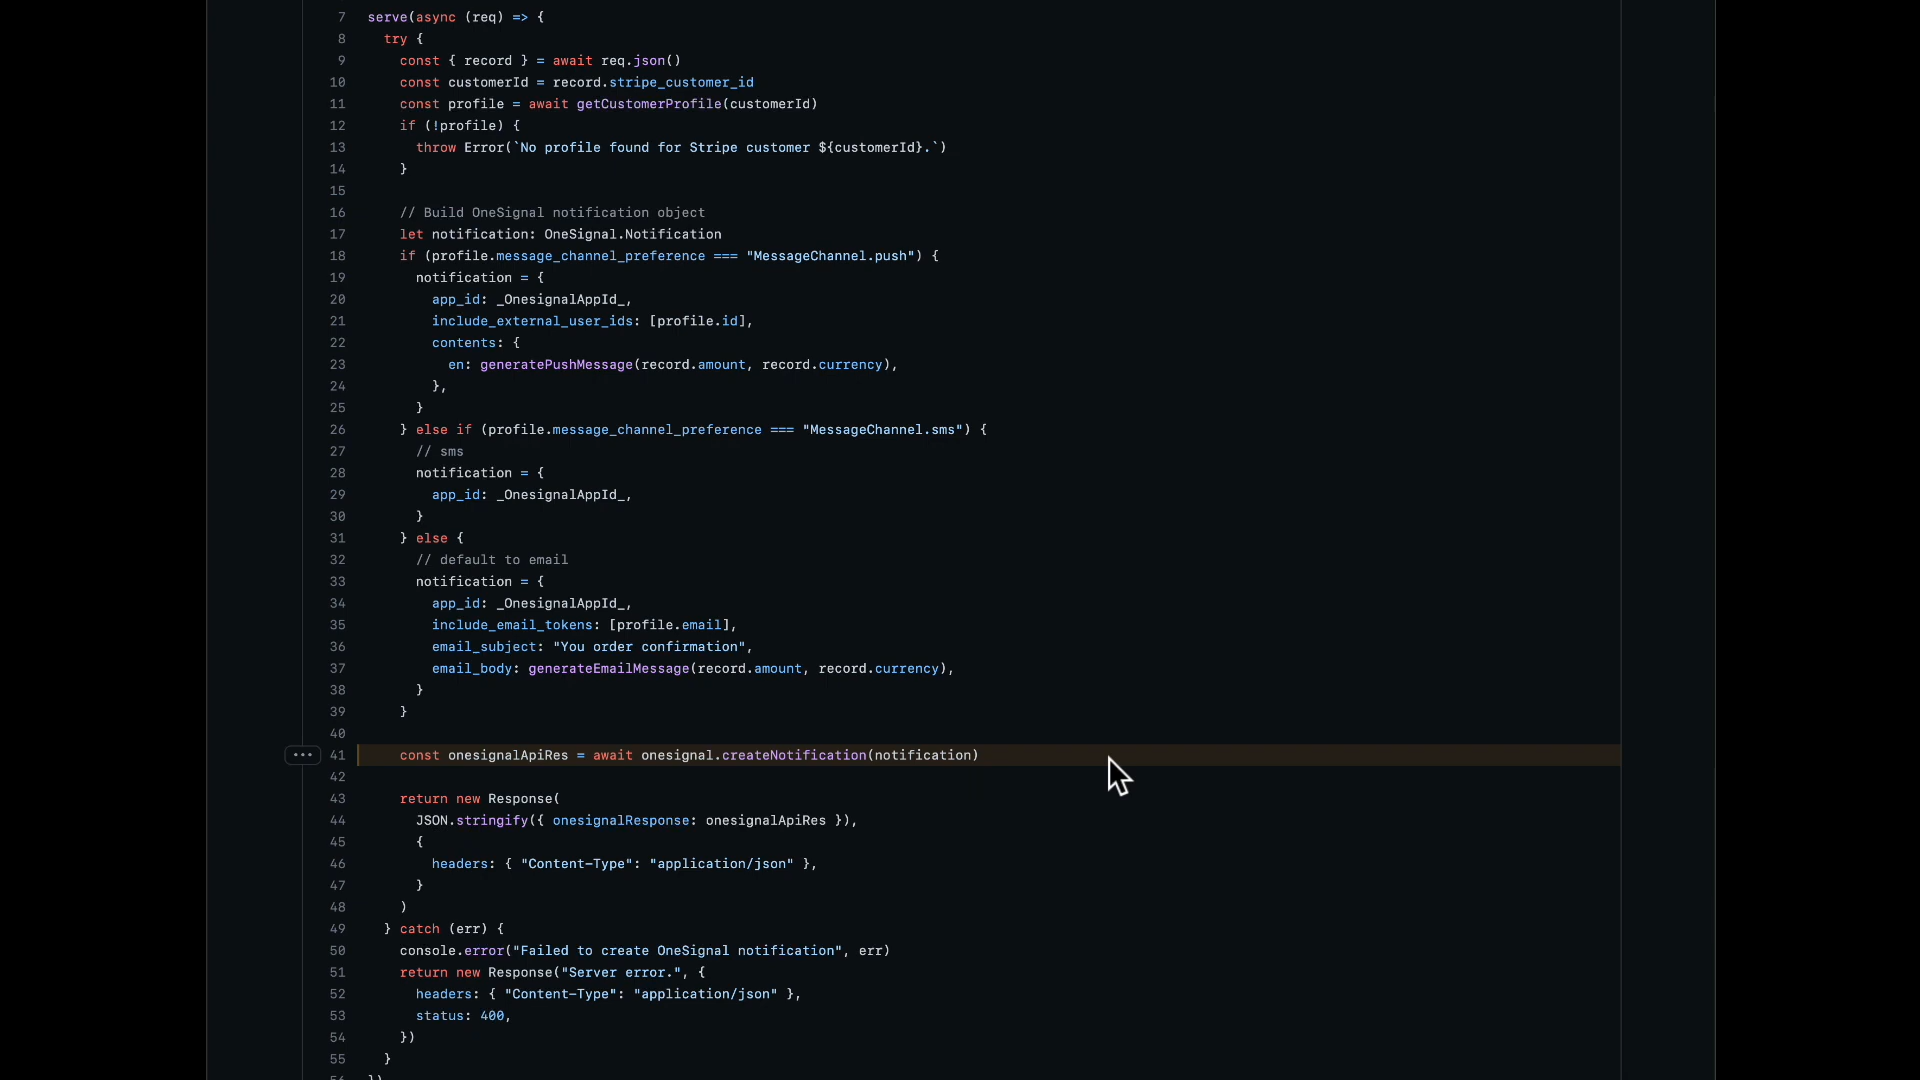 7 serve(async (req) => {
8 try {
9 const { record } = await req.json()
10 const customerId = record.stripe_customer_id
11 const profile = await getCustomerProfile(customerId)
12 if (!profile) {
13 throw Error(`No profile found for Stripe customer ${customerId}.`)
14 }
15
16 // Build OneSignal notification object
17 let notification: OneSignal.Notification
18 if (profile.message_channel_preference === "MessageChannel.push") {
19 notification = {
20 app_id: _OnesignalAppId_,
21 include_external_user_ids: [profile.id],
22 contents: {
23 en: generatePushMessage(record.amount, record.currency),
24 },
25 }
26 } else if (profile.message_channel_preference === "MessageChannel.sms") {
27 // sms
28 notification = {
29 app_id: _OnesignalAppId_,
30 }
31 } else {
32 // default to email
33 notification = {
34 app_id: _OnesignalAppId_,
35 include_email_tokens: [profile.email],
36 email_subject: "You order confirmation",
37 email_body: generateEmailMessage(record.amount, record.currency),
38 }
39 }
40
41 const onesignalApiRes = await onesignal.createNotification(notification)
42
43 return new Response(
44 JSON.stringify({ onesignalResponse: onesignalApiRes }),
45 {
46 headers: { "Content-Type": "application/json" },
47 }
48 )
49 } catch (err) {
50 console.error("Failed to create OneSignal notification", err)
51 return new Response("Server error.", {
52 headers: { "Content-Type": "application/json" },
53 status: 400,
54 })
55 }
56 })